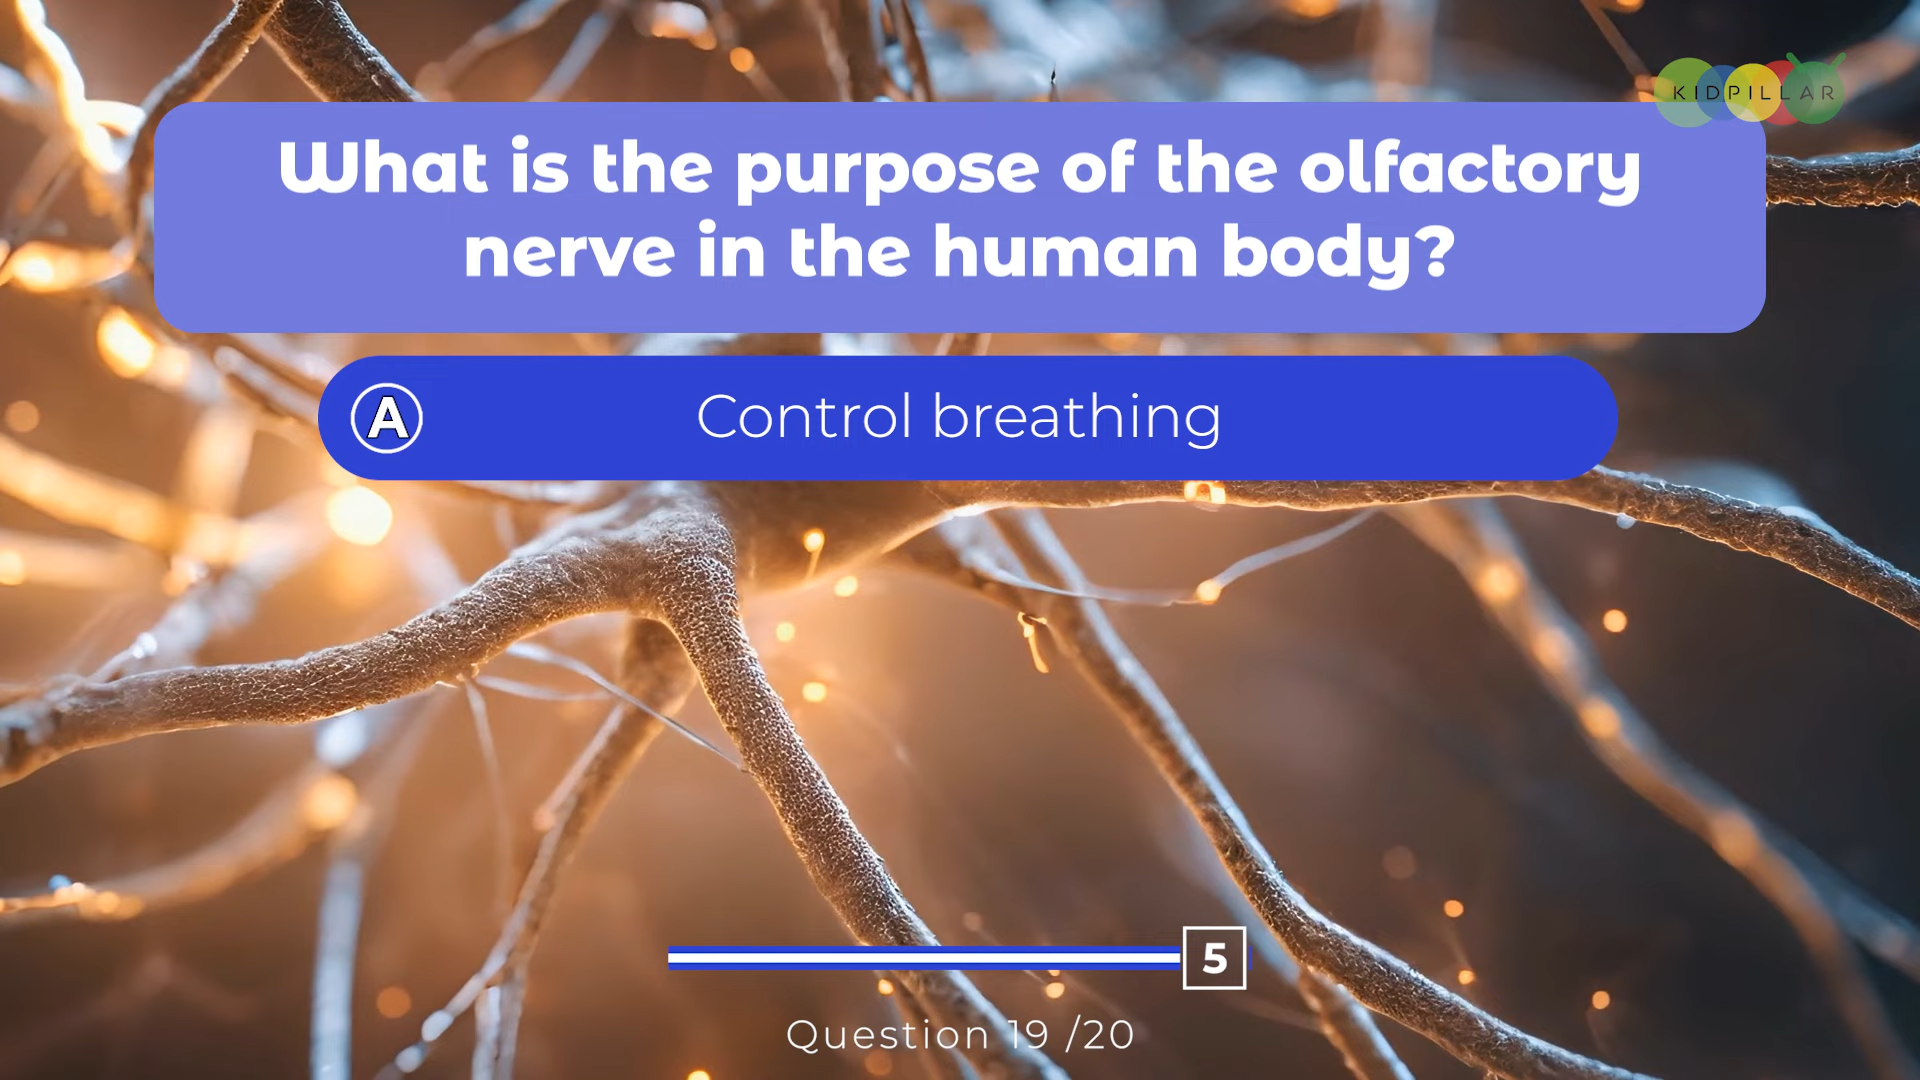 KIDPILLAR
What is the purpose of the olfactory
nerve in the human body?
A Control breathing
5
Question 19 /20